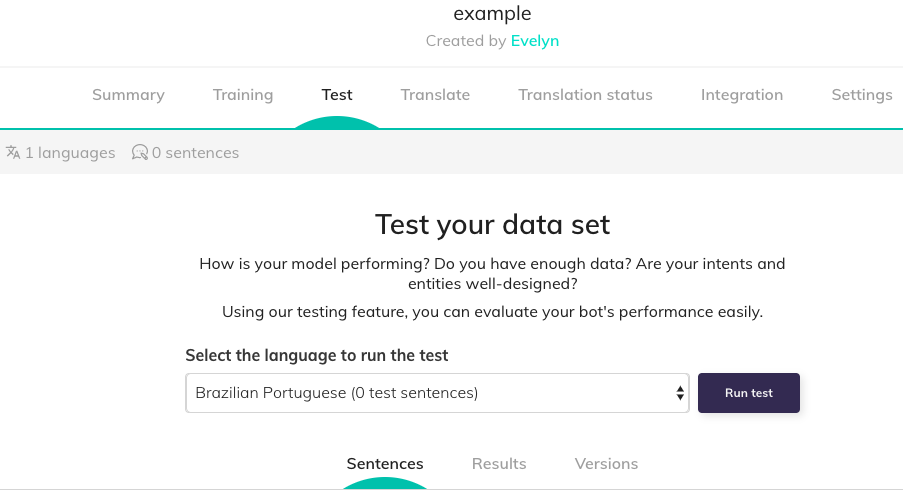 example
Created by Evelyn
Summary Training Test Translate Translation status Integration Settings
1 languages 0 sentences
Test your data set
How is your model performing? Do you have enough data? Are your intents and
entities well-designed?
Using our testing feature, you can evaluate your bot's performance easily.
Select the language to run the test
Brazilian Portuguese (0 test sentences) Run test
Sentences Results Versions